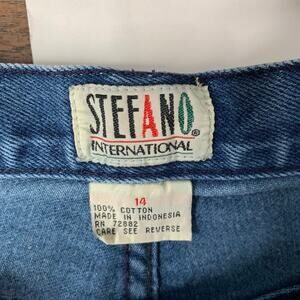 STEFANO®
INTERNATIONAL
14
100% COTTON
MADE IN INDONESIA
RN 72882
CARE SEE REVERSE